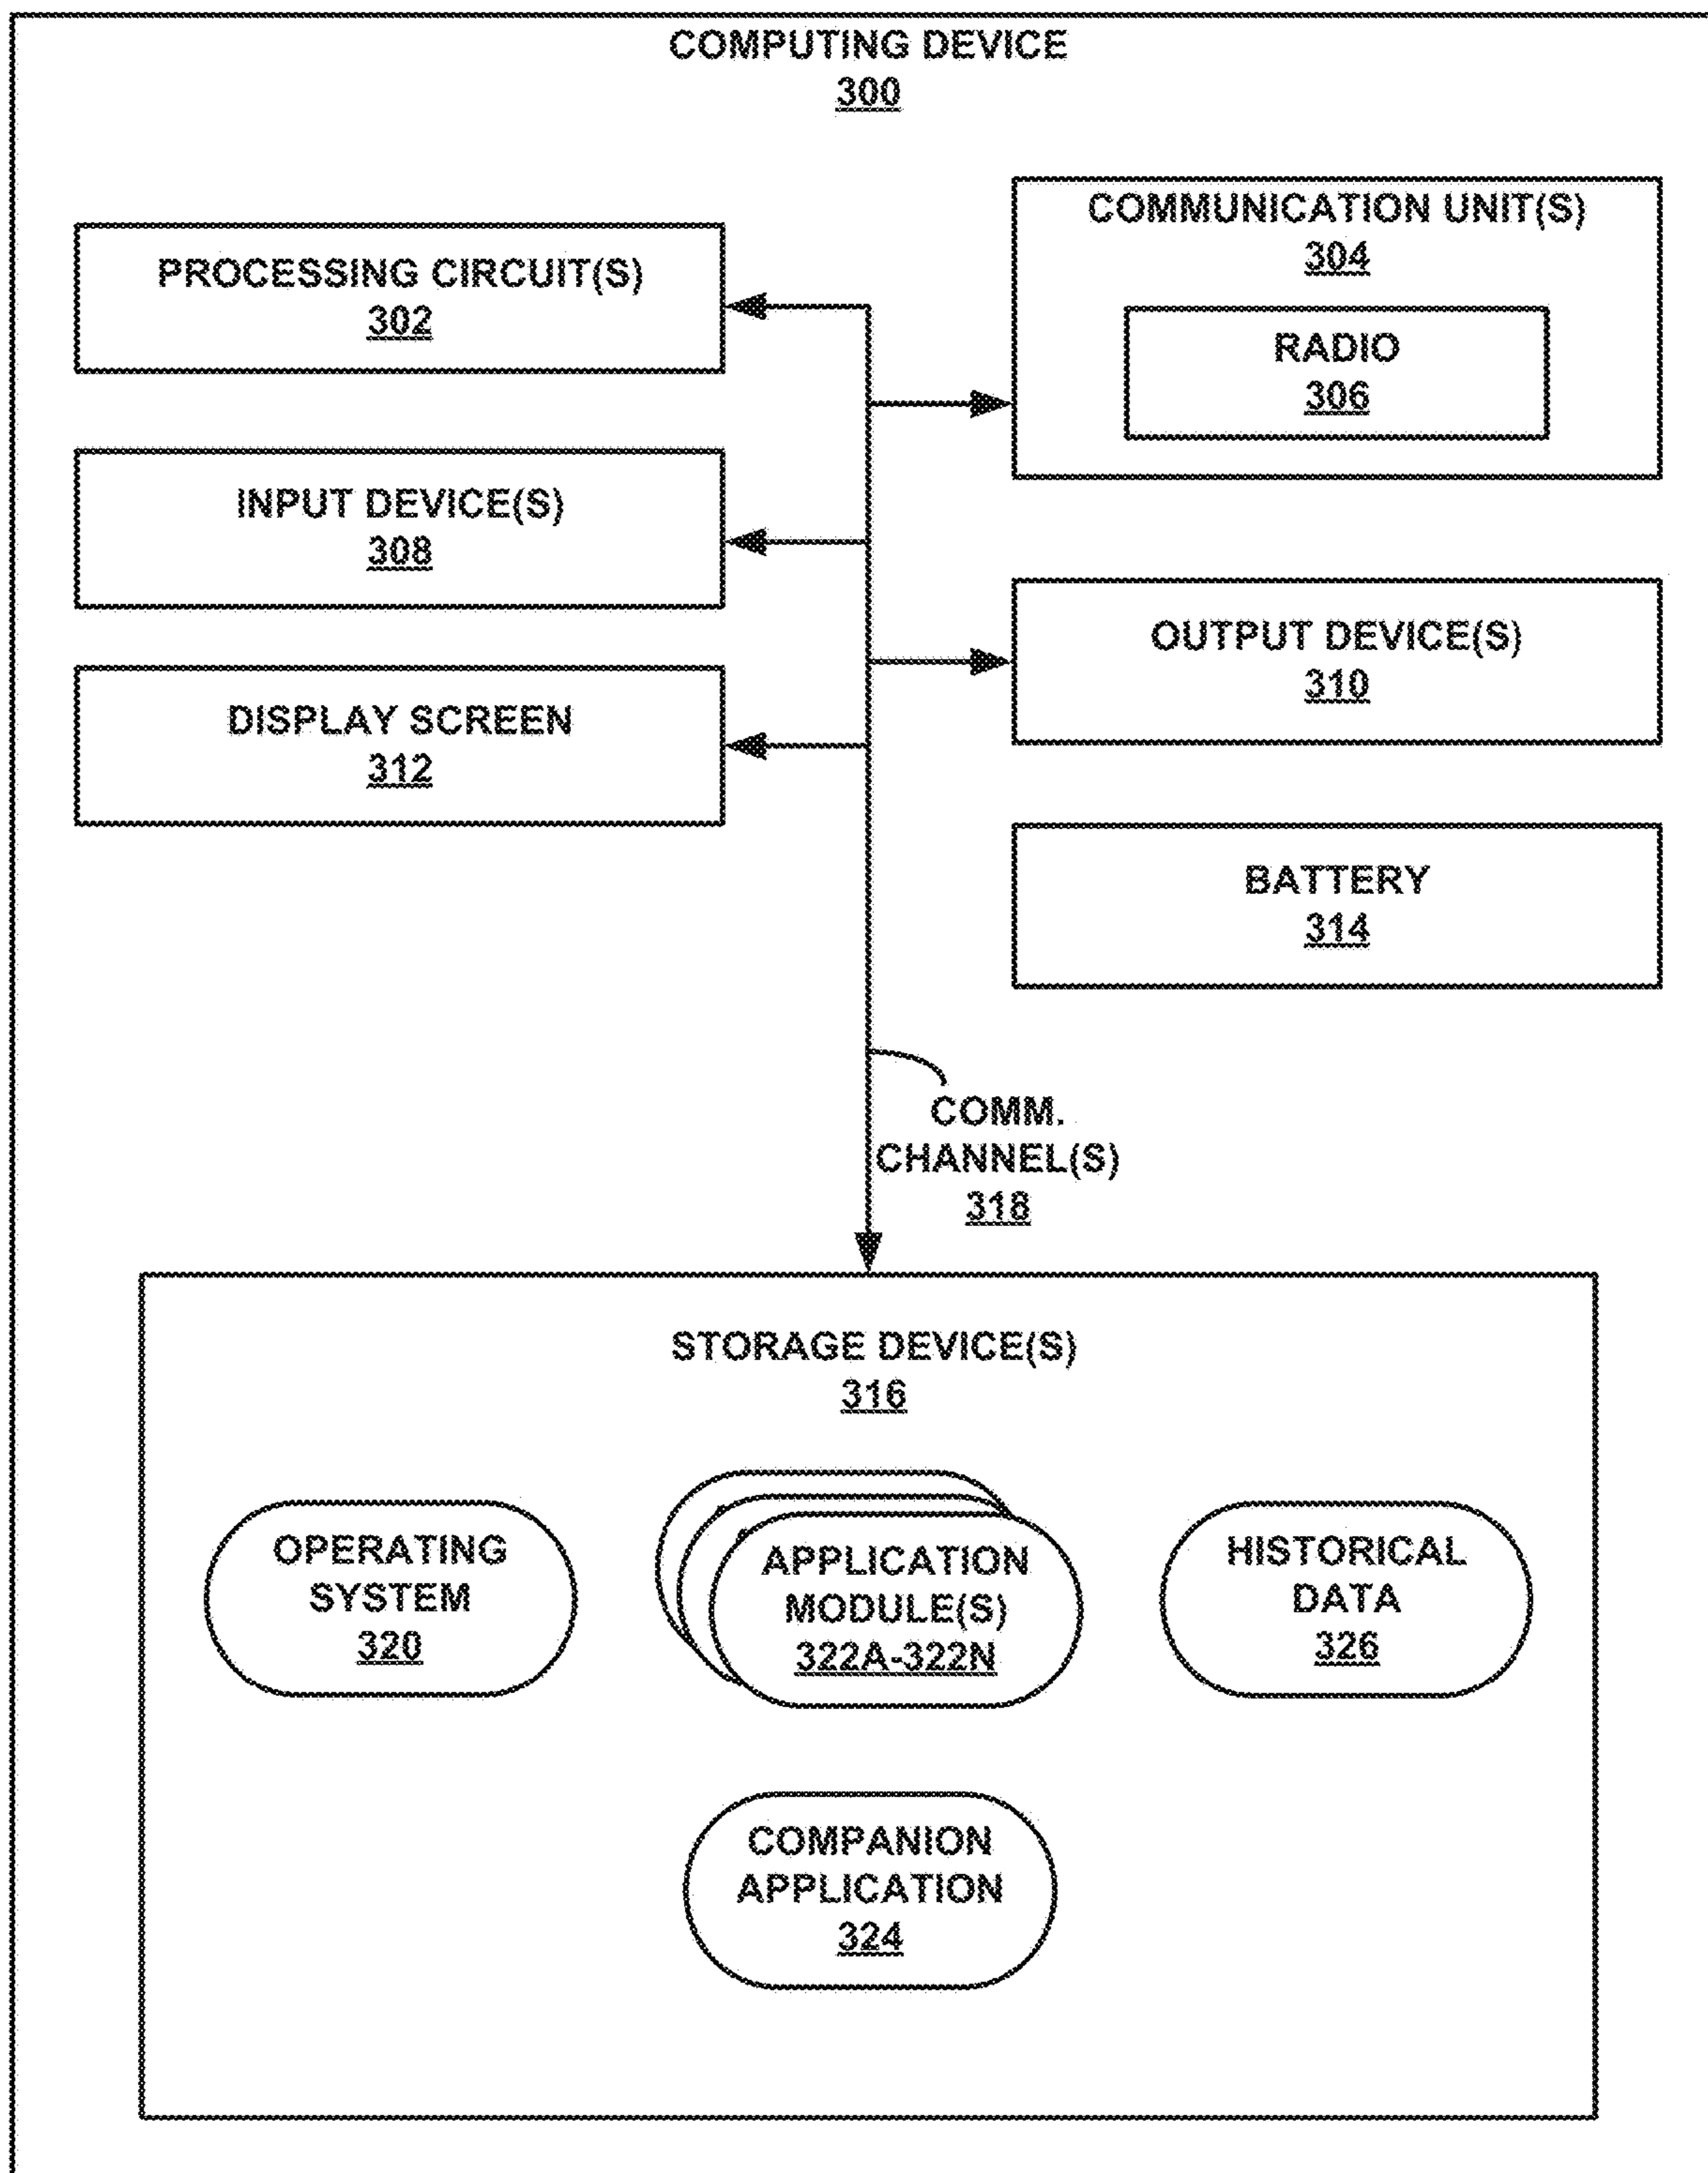 COMPUTING DEVICE
300
PROCESSING CIRCUIT(S)
302
COMMUNICATION UNIT(S)
304
RADIO
306
INPUT DEVICE(S)
308
OUTPUT DEVICE(S)
310
DISPLAY SCREEN
312
BATTERY
314
COMM.
CHANNEL(S)
318
STORAGE DEVICE(S)
316
OPERATING
SYSTEM
320
APPLICATION
MODULE(S)
322A-322N
HISTORICAL
DATA
326
COMPANION
APPLICATION
324